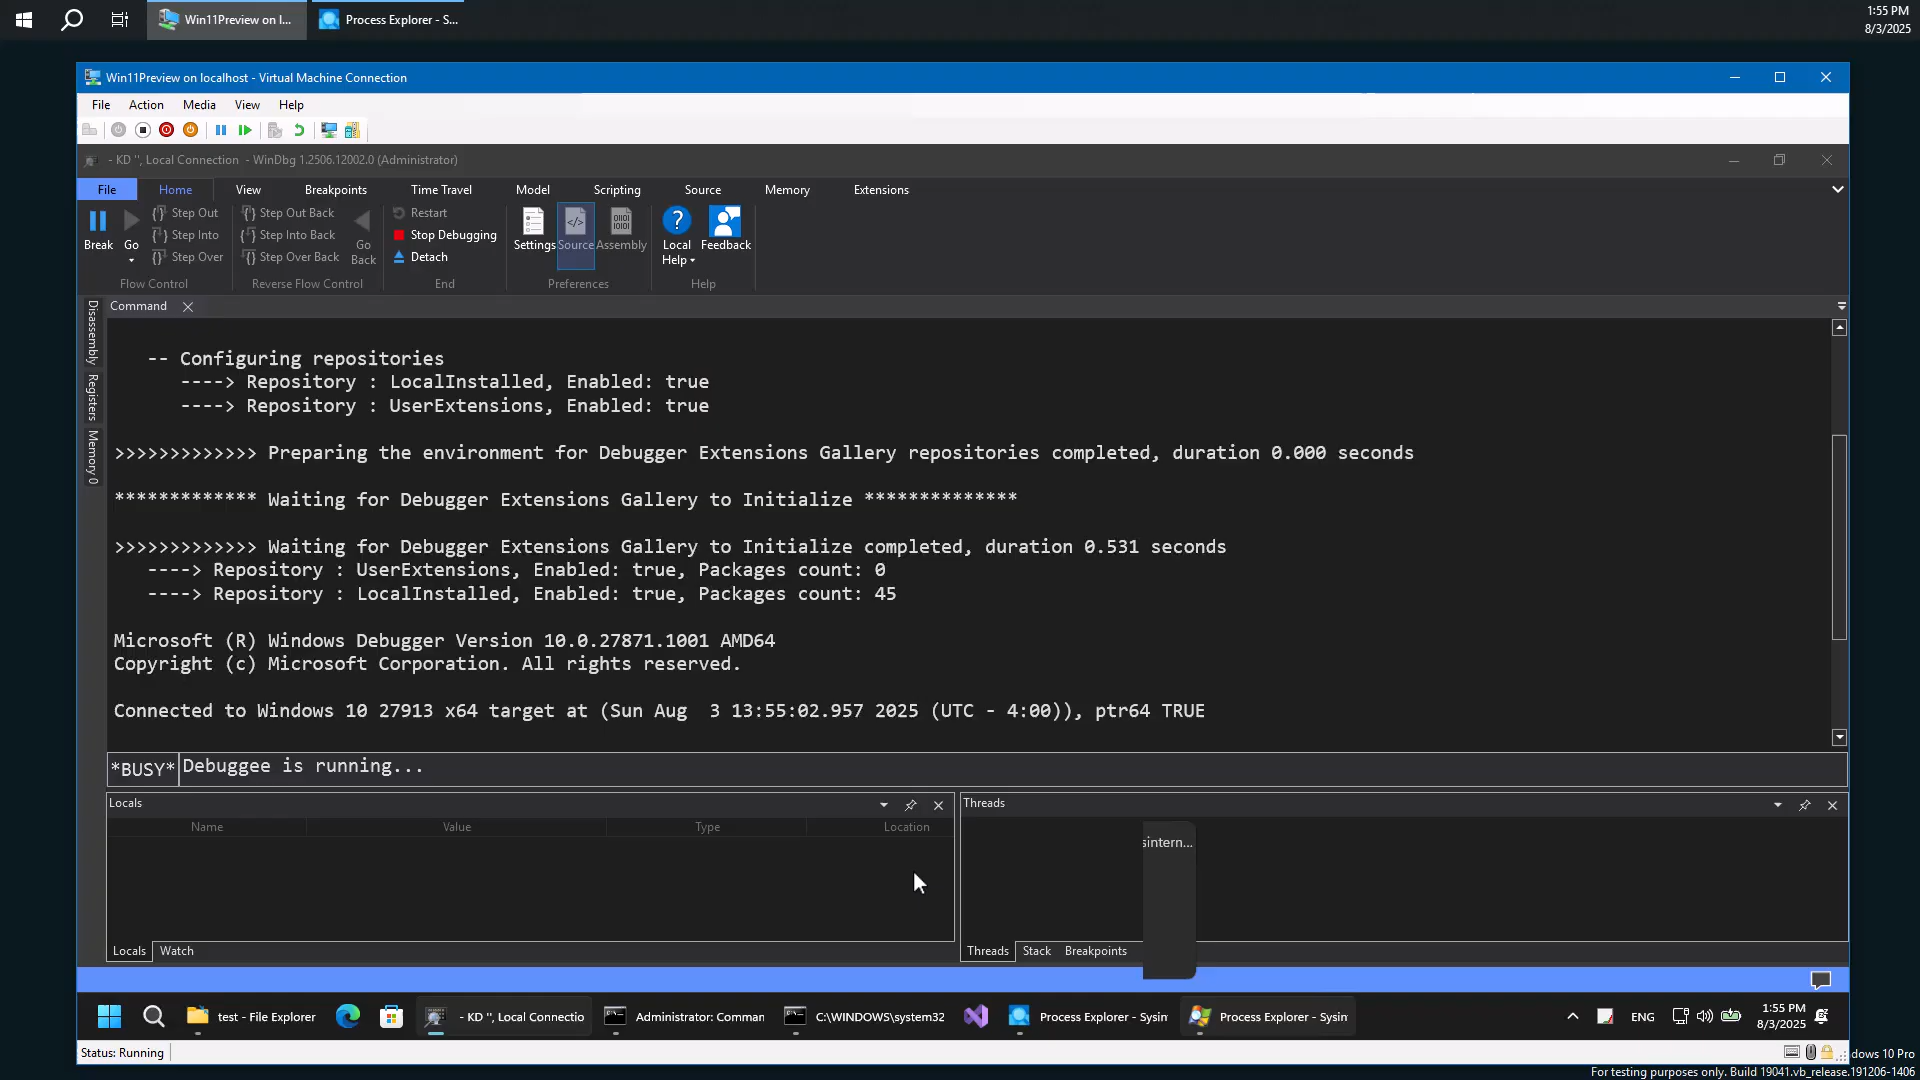 Win11Preview on l...
Process Explorer - S...
1:55 PM
8/3/2025
Win11Preview on localhost - Virtual Machine Connection
File Action Media View Help
- KD '', Local Connection - WinDbg 1.2506.12002.0 (Administrator)
File Home View Breakpoints Time Travel Model Scripting Source Memory Extensions
Break
Go
Step Out
Step Into
Step Over
Flow Control
Step Out Back
Step Into Back
Step Over Back
Go
Back
Reverse Flow Control
Restart
Stop Debugging
Detach
End
Settings
Source
Assembly
Preferences
Local
Help
Feedback
Help
Disassembly
Registers
Memory 0
Command
-- Configuring repositories
----> Repository : LocalInstalled, Enabled: true
----> Repository : UserExtensions, Enabled: true
>>>>>>>>>>>>> Preparing the environment for Debugger Extensions Gallery repositories completed, duration 0.000 seconds
************* Waiting for Debugger Extensions Gallery to Initialize **************
>>>>>>>>>>>>> Waiting for Debugger Extensions Gallery to Initialize completed, duration 0.531 seconds
----> Repository : UserExtensions, Enabled: true, Packages count: 0
----> Repository : LocalInstalled, Enabled: true, Packages count: 45
Microsoft (R) Windows Debugger Version 10.0.27871.1001 AMD64
Copyright (c) Microsoft Corporation. All rights reserved.
Connected to Windows 10 27913 x64 target at (Sun Aug  3 13:55:02.957 2025 (UTC - 4:00)), ptr64 TRUE
*BUSY* Debuggee is running...
Locals
Name Value Type Location
Locals Watch
Threads
sintern...
Threads Stack Breakpoints
test - File Explorer
- KD '', Local Connectio
Administrator: Comman
C:\WINDOWS\system32
Process Explorer - Sysin
Process Explorer - Sysin
ENG
1:55 PM
8/3/2025
Status: Running
dows 10 Pro
For testing purposes only. Build 19041.vb_release.191206-1406